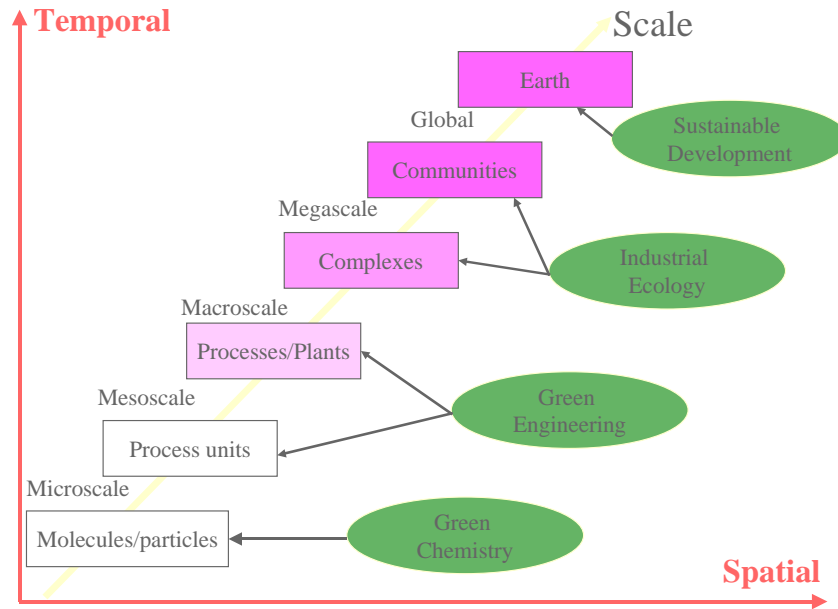 Temporal
Scale
Earth
Global
Sustainable
Development
Communities
Megascale
Complexes
Industrial
Ecology
Macroscale
Processes/Plants
Mesoscale
Green
Engineering
Process units
Microscale
Molecules/particles
Green
Chemistry
Spatial